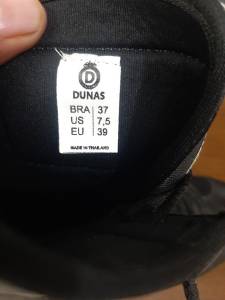 D
DUNAS
BRA 37
US 7,5
EU 39
MADE IN THAILAND